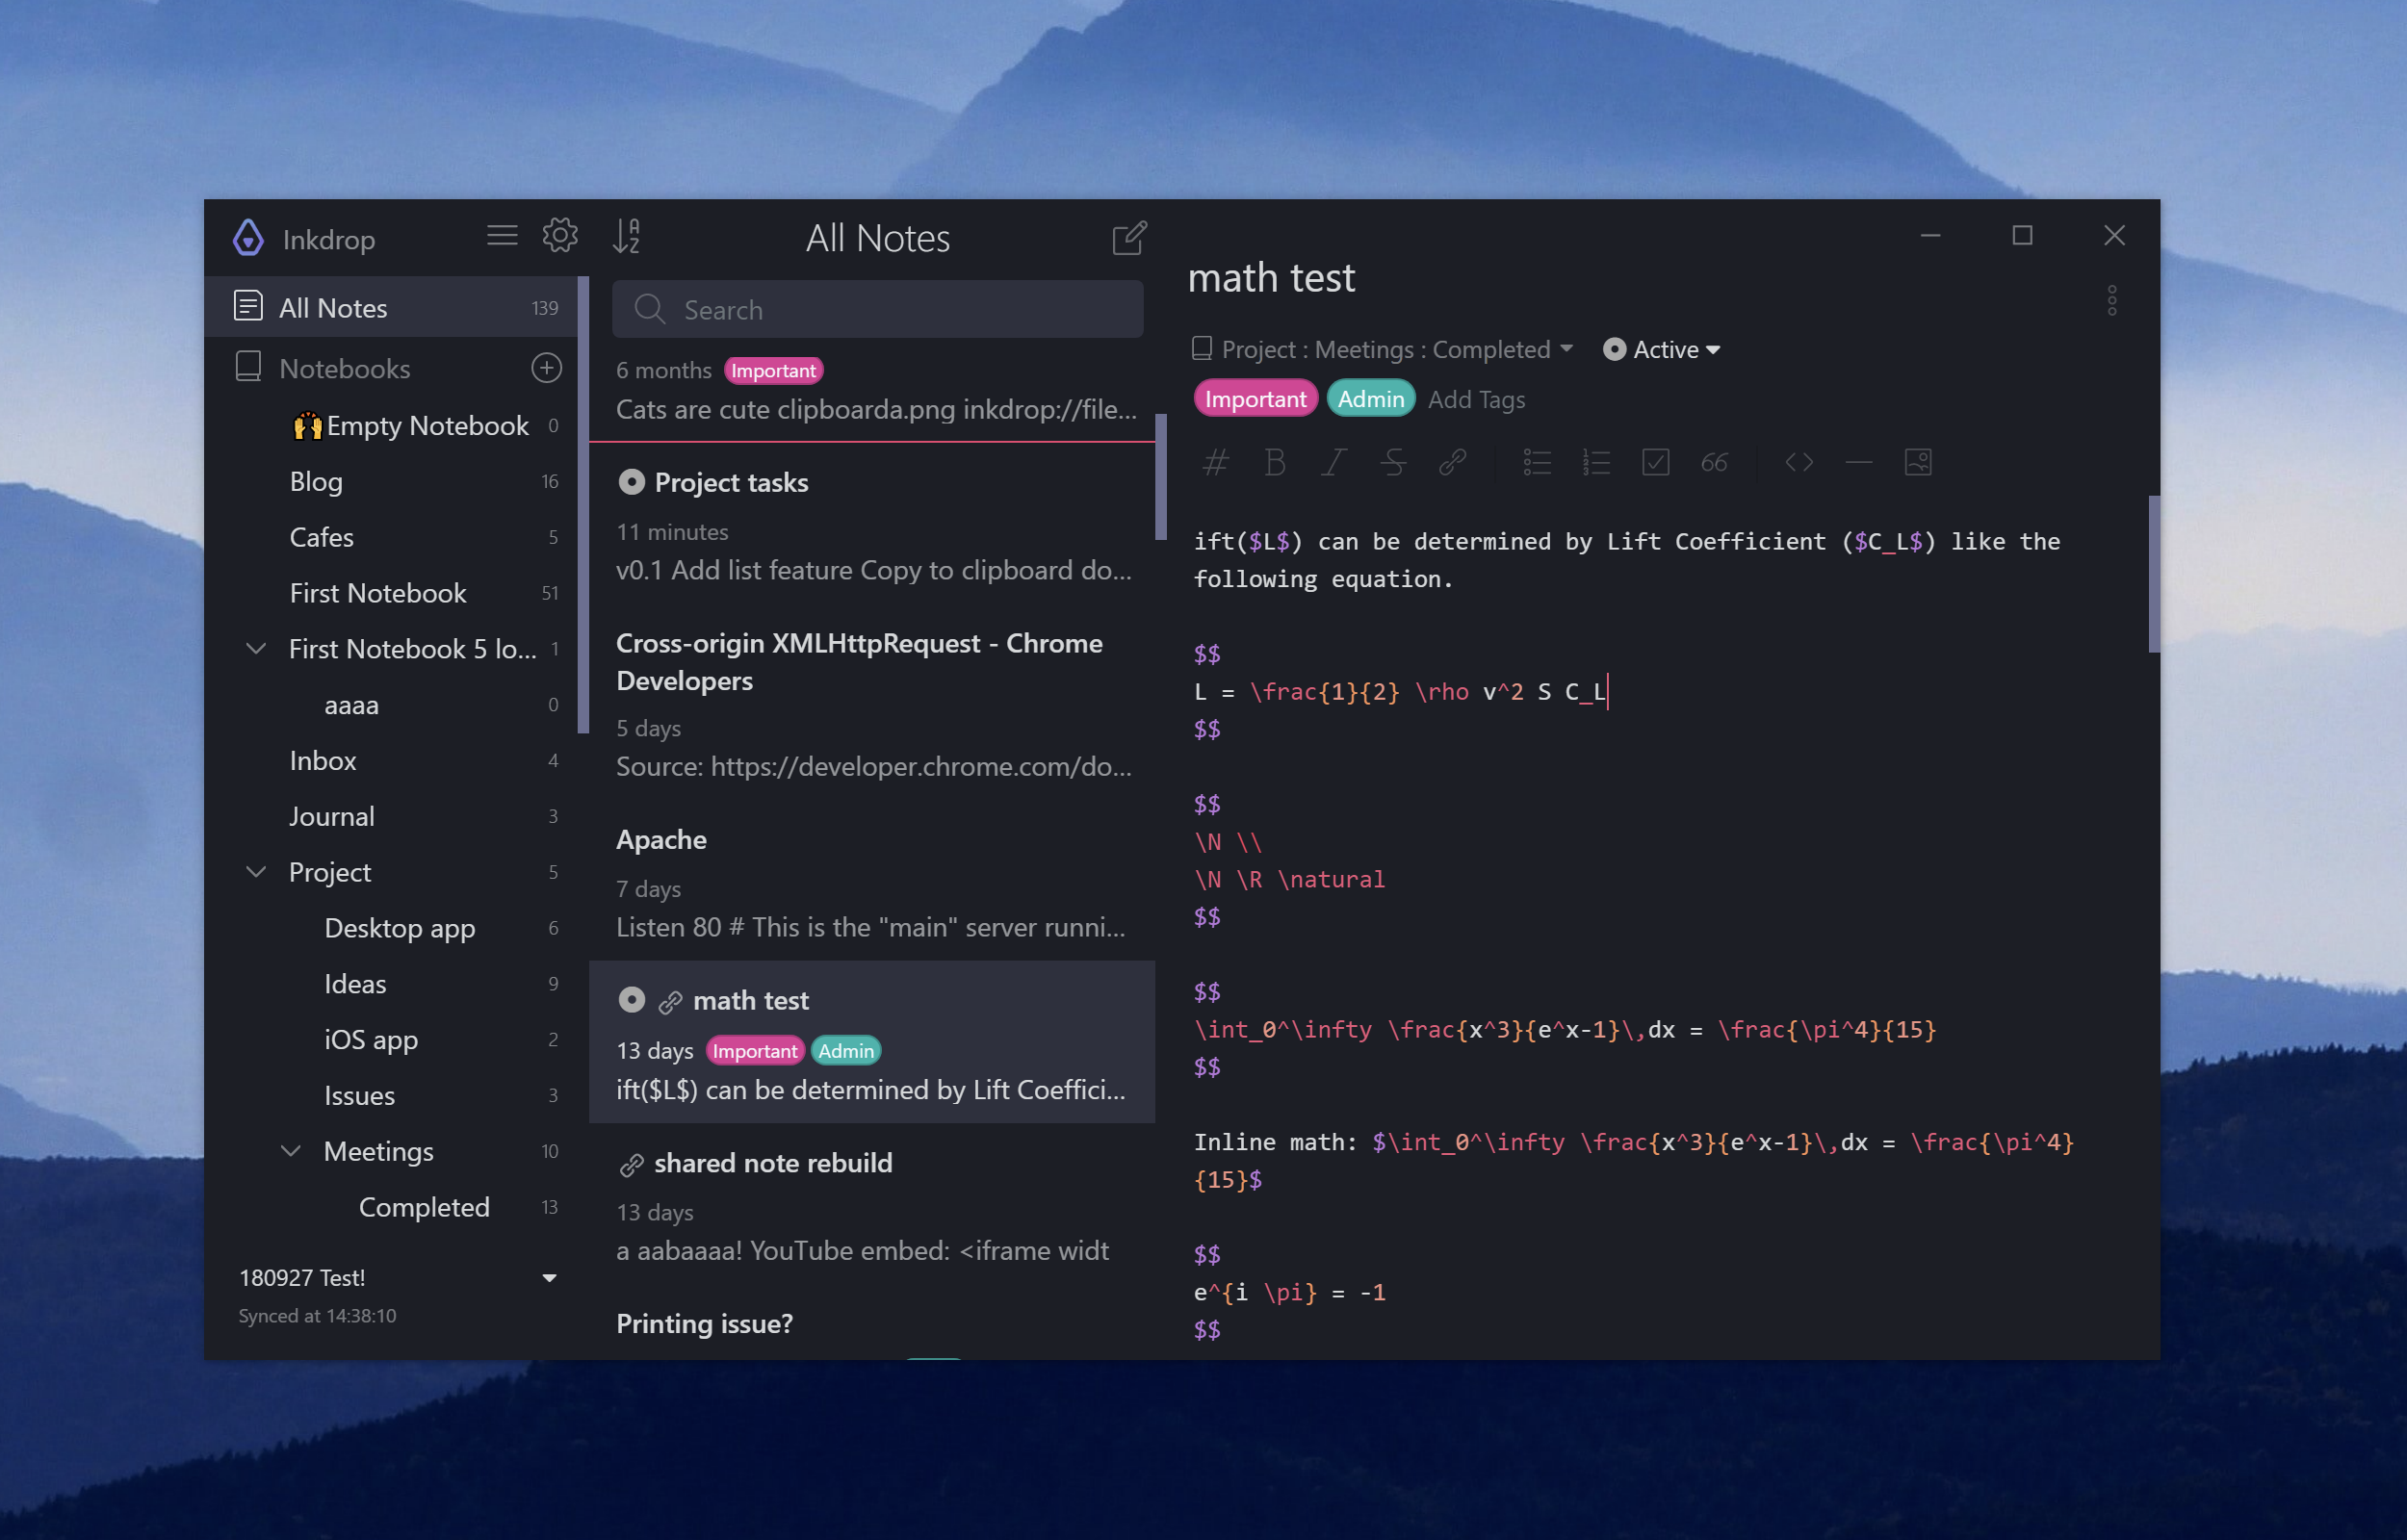 Inkdrop
All Notes 139
Notebooks
🙌Empty Notebook 0
Blog 16
Cafes 5
First Notebook 51
First Notebook 5 lo... 1
aaaa 0
Inbox 4
Journal 3
Project 5
Desktop app 6
Ideas 9
iOS app 2
Issues 3
Meetings 10
Completed 13
180927 Test!
Synced at 14:38:10
All Notes
Search
6 months Important
Cats are cute clipboarda.png inkdrop://file...
Project tasks
11 minutes
v0.1 Add list feature Copy to clipboard do...
Cross-origin XMLHttpRequest - Chrome
Developers
5 days
Source: https://developer.chrome.com/do...
Apache
7 days
Listen 80 # This is the "main" server runni...
math test
13 days Important Admin
ift($L$) can be determined by Lift Coeffici...
shared note rebuild
13 days
a aabaaaa! YouTube embed: <iframe widt
Printing issue?
math test
Project : Meetings : Completed Active
Important Admin Add Tags
ift($L$) can be determined by Lift Coefficient ($C_L$) like the
following equation.
$$
L = \frac{1}{2} \rho v^2 S C_L
$$
$$
\N \\
\N \R \natural
$$
$$
\int_0^\infty \frac{x^3}{e^x-1}\,dx = \frac{\pi^4}{15}
$$
Inline math: $\int_0^\infty \frac{x^3}{e^x-1}\,dx = \frac{\pi^4}
{15}$
$$
e^{i \pi} = -1
$$